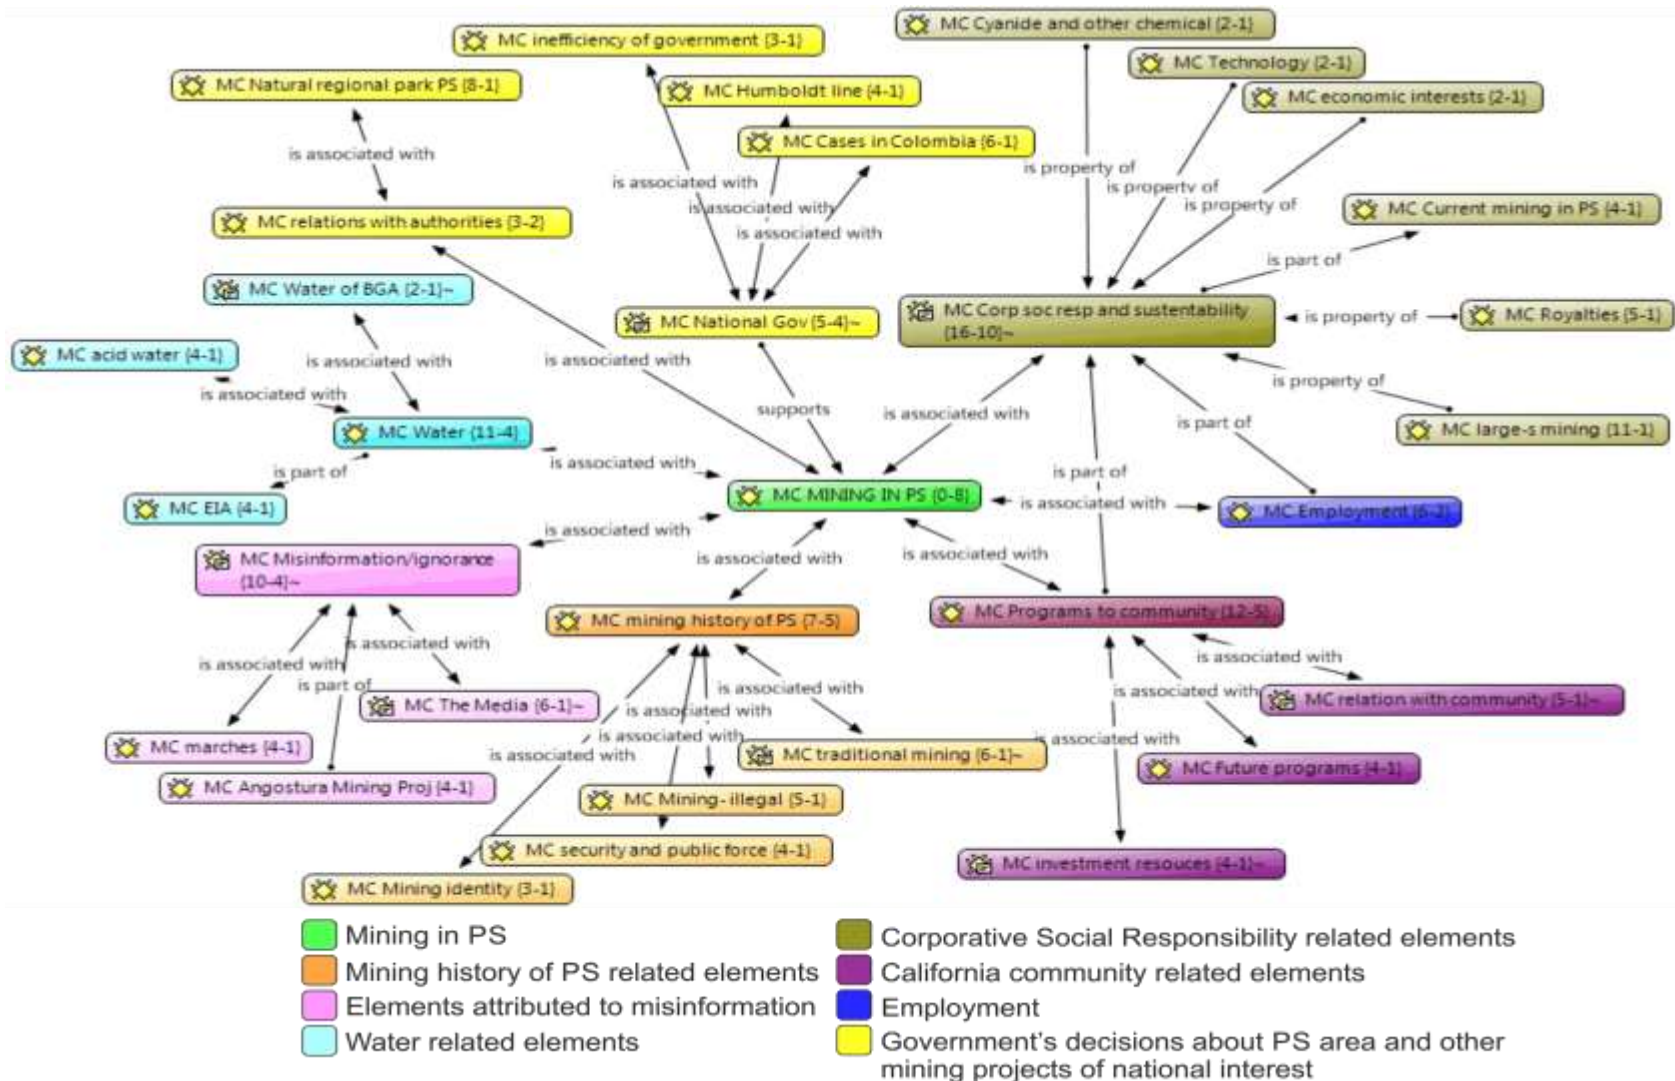 MC Cyanide and other chemical {2-1}
MC inefficiency of government {3-1}
MC Technology {2-1}
MC Natural regional park PS {8-1}
MC Humboldt line {4-1}
MC economic interests {2-1}
MC Cases in Colombia {6-1}
is associated with
is property of
is associated with
is property of
is property of
is associated with
is associated with
MC relations with authorities {3-2}
MC Current mining in PS {4-1}
is part of
MC Water of BGA {2-1}~
MC National Gov {5-4}~
MC Corp soc resp and sustentability
{16-10}~
is property of
MC Royalties {5-1}
MC acid water {4-1}
is associated with
is associated with
is associated with
is property of
supports
is associated with
is part of
MC Water {11-4}
MC large-s mining {11-1}
is associated with
is part of
is part of
MC MINING IN PS {0-8}
is associated with
MC EIA {4-1}
MC Employment {6-2}
is associated with
MC Misinformation/ignorance
{10-4}~
is associated with
is associated with
MC mining history of PS {7-5}
MC Programs to community {12-5}
is associated with
is associated with
is part of
is associated with
is associated with
is associated with
MC The Media {6-1}~
is associated with
MC relation with community {5-1}~
MC marches {4-1}
is associated with
is associated with
is associated with
MC traditional mining {6-1}~
MC Future programs {4-1}
MC Angostura Mining Proj {4-1}
MC Mining- illegal {5-1}
MC security and public force {4-1}
MC investment resouces {4-1}~
MC Mining identity {3-1}
Mining in PS
Mining history of PS related elements
Elements attributed to misinformation
Water related elements
Corporative Social Responsibility related elements
California community related elements
Employment
Government's decisions about PS area and other
mining projects of national interest